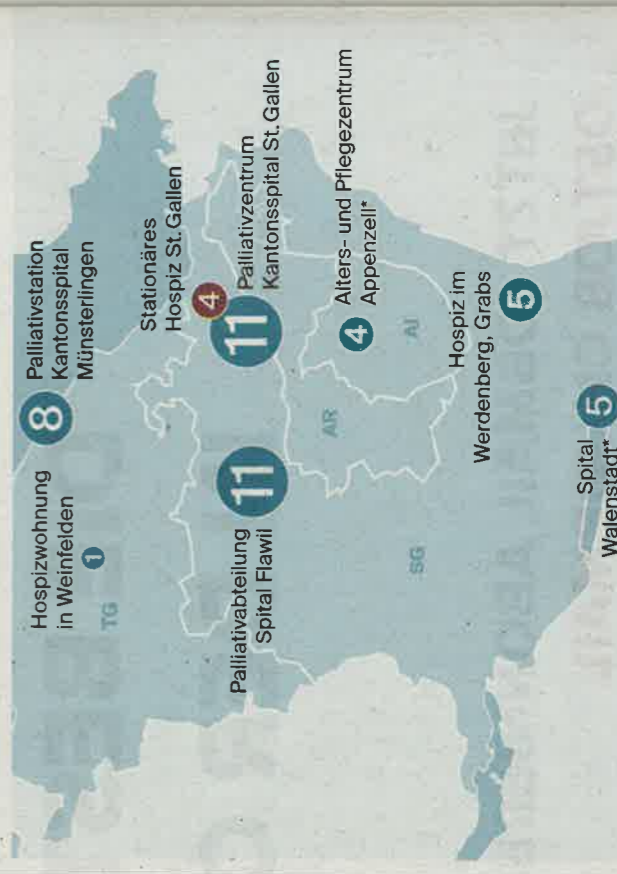 8
Palliativstation
Kantonsspital
Münsterlingen
Hospizwohnung
in Weinfelden
1
TG
Stationäres
Hospiz St. Gallen
4
11
Palliativzentrum
Kantonsspital St. Gallen
11
Palliativabteilung
Spital Flawil
4
Alters- und Pflegezentrum
Appenzell*
AR
AI
SG
Hospiz im
Werdenberg, Grabs
5
5
Spital
Walenstadt*